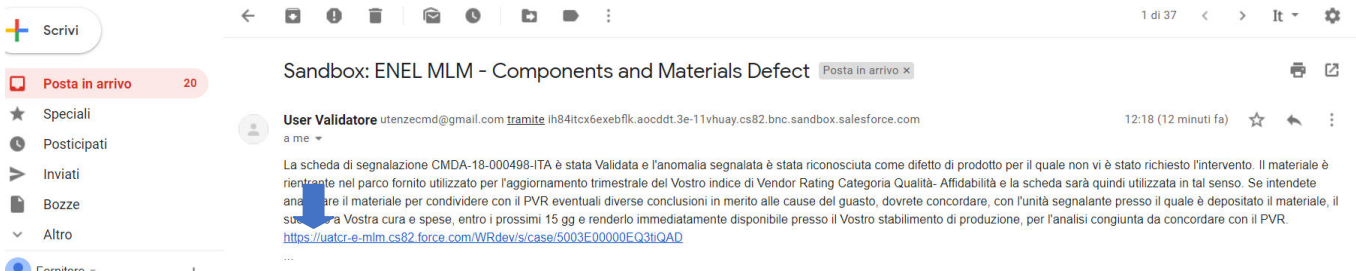 1 di 37
It
Scrivi
Posta in arrivo 20
Speciali
Posticipati
Inviati
Bozze
Altro
Fornitore
Sandbox: ENEL MLM - Components and Materials Defect Posta in arrivo ×
User Validatore utenzecmd@gmail.com tramite ih84itcx6exebflk.aocddt.3e-11vhuay.cs82.bnc.sandbox.salesforce.com 12:18 (12 minuti fa)
a me
La scheda di segnalazione CMDA-18-000498-ITA è stata Validata e l'anomalia segnalata è stata riconosciuta come difetto di prodotto per il quale non vi è stato richiesto l'intervento. Il materiale è
rientrante nel parco fornito utilizzato per l'aggiornamento trimestrale del Vostro indice di Vendor Rating Categoria Qualità- Affidabilità e la scheda sarà quindi utilizzata in tal senso. Se intendete
il materiale per condividere con il PVR eventuali diverse conclusioni in merito alle cause del guasto, dovrete concordare, con l'unità segnalante presso il quale è depositato il materiale, il
a Vostra cura e spese, entro i prossimi 15 gg e renderlo immediatamente disponibile presso il Vostro stabilimento di produzione, per l'analisi congiunta da concordare con il PVR.
https://uatcr-e-mlm.cs82.force.com/WRdev/s/case/5003E00000EQ3tiQAD
...